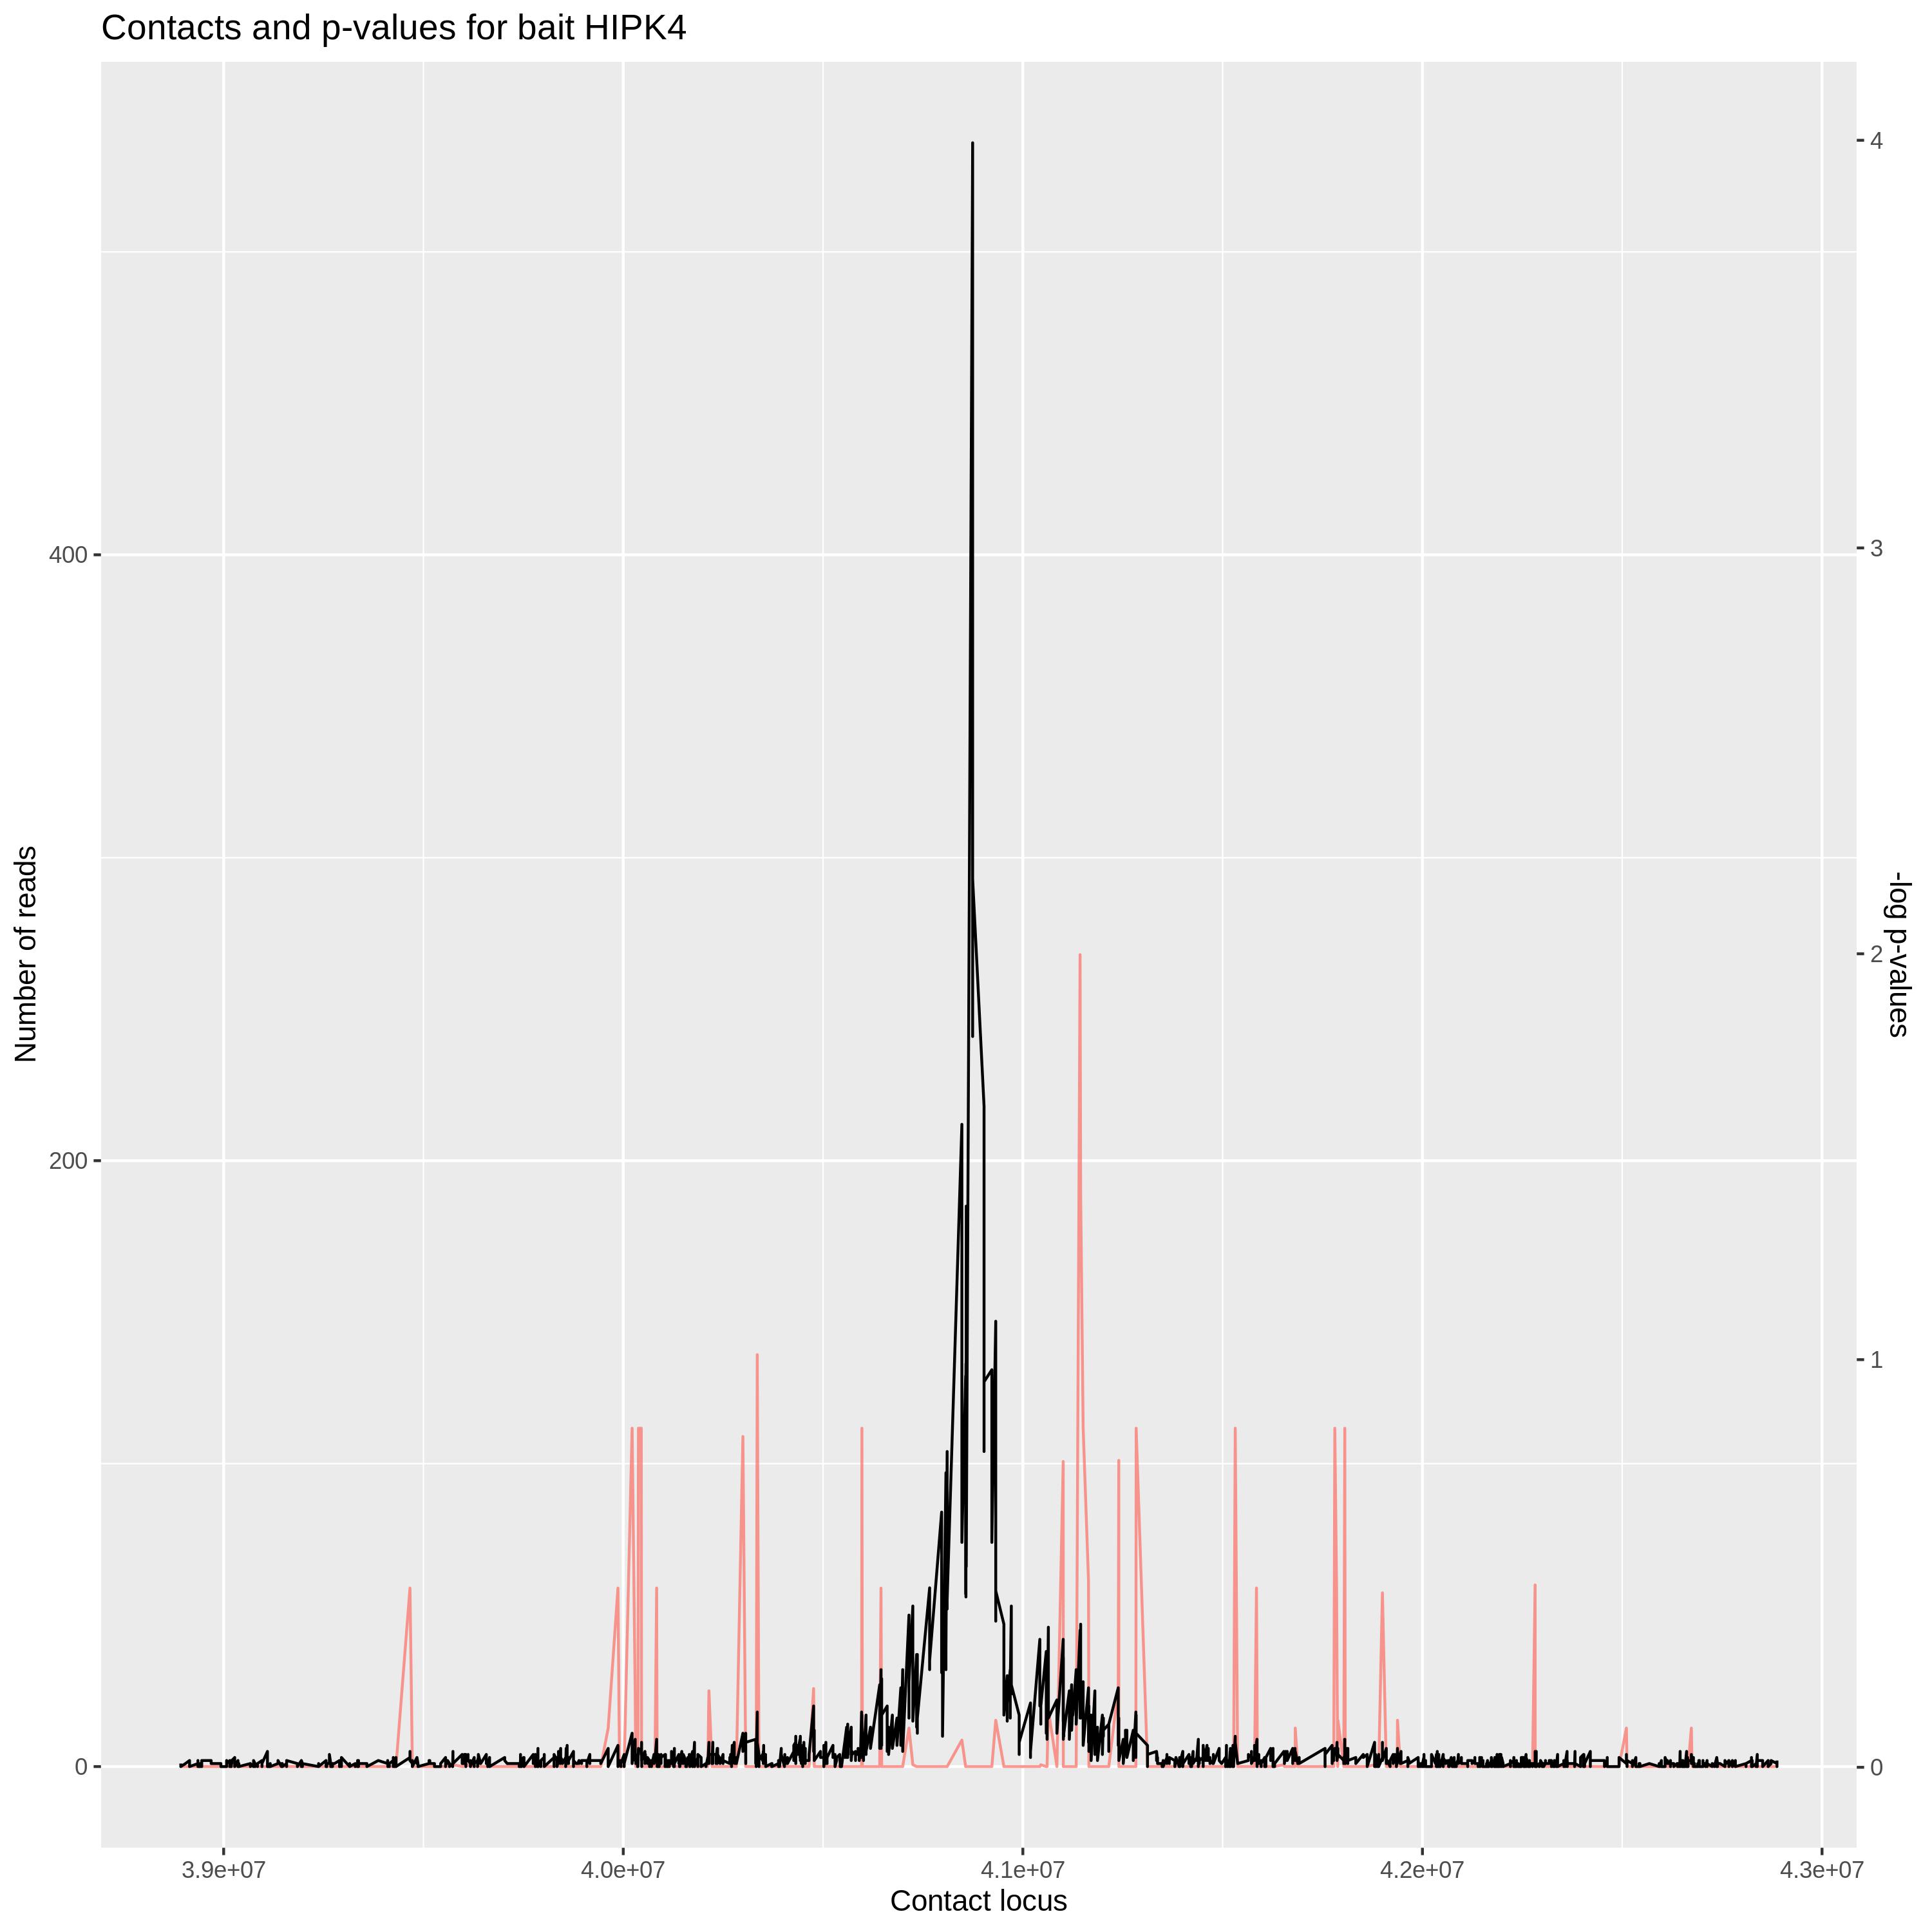 Contacts and p-values for bait HIPK4
Number of reads
400
200
0
4
3
2
1
0
-log p-values
3.9e+07
4.0e+07
4.1e+07
4.2e+07
4.3e+07
Contact locus